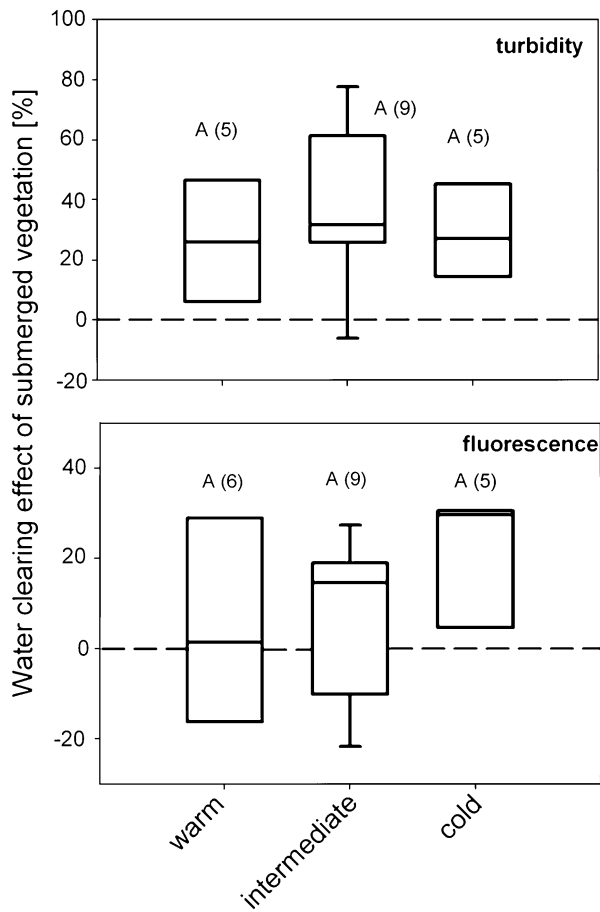 Water clearing effect of submerged vegetation [%]
100
80
60
40
20
0
-20
turbidity
A (5)
A (9)
A (5)
40
20
0
-20
fluorescence
A (6)
A (9)
A (5)
warm
intermediate
cold